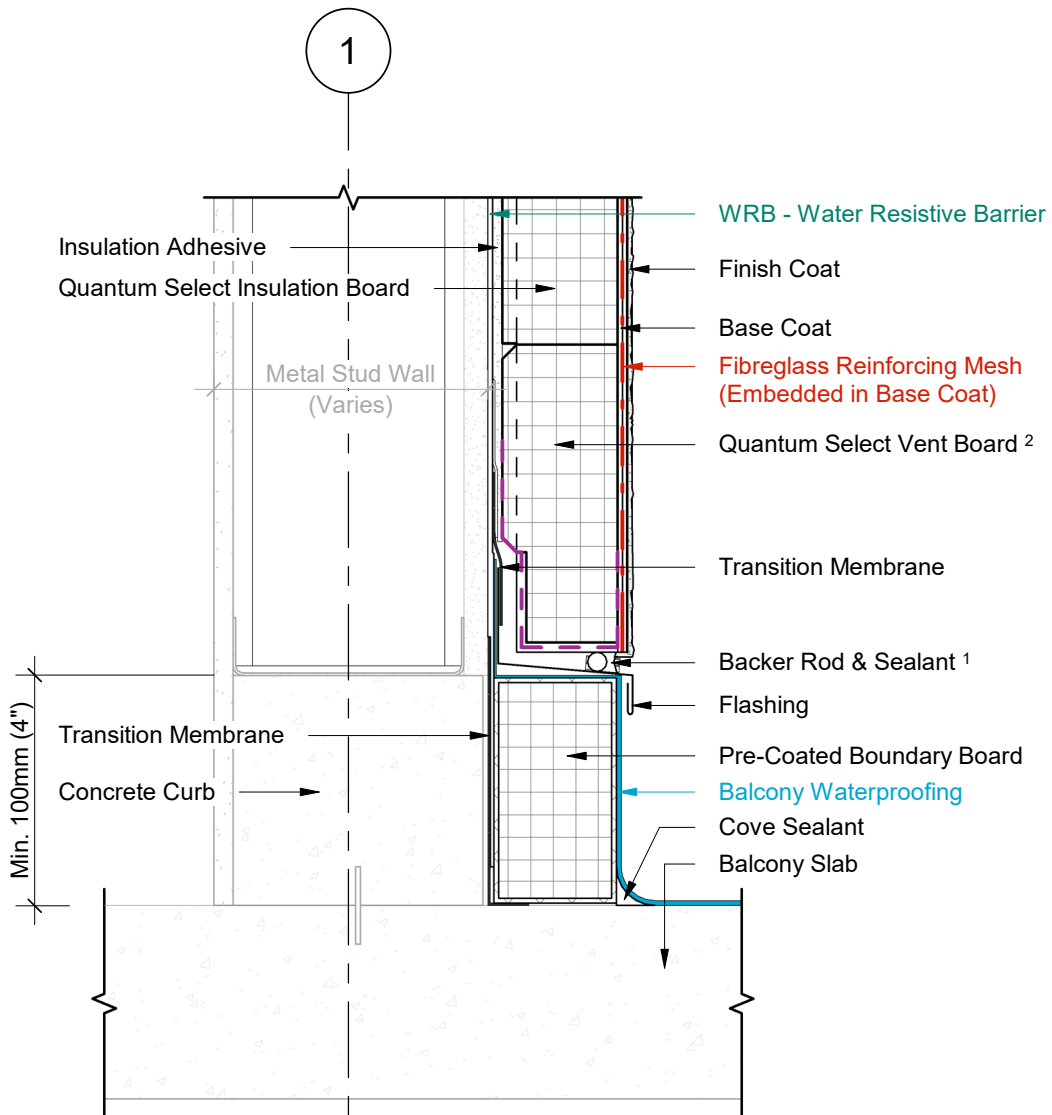 1
WRB - Water Resistive Barrier
Insulation Adhesive
Finish Coat
Quantum Select Insulation Board
Base Coat
Metal Stud Wall
(Varies)
Fibreglass Reinforcing Mesh
(Embedded in Base Coat)
Quantum Select Vent Board 2
Transition Membrane
Backer Rod & Sealant 1
Flashing
Transition Membrane
Pre-Coated Boundary Board
Concrete Curb
Balcony Waterproofing
Min. 100mm (4")
Cove Sealant
Balcony Slab